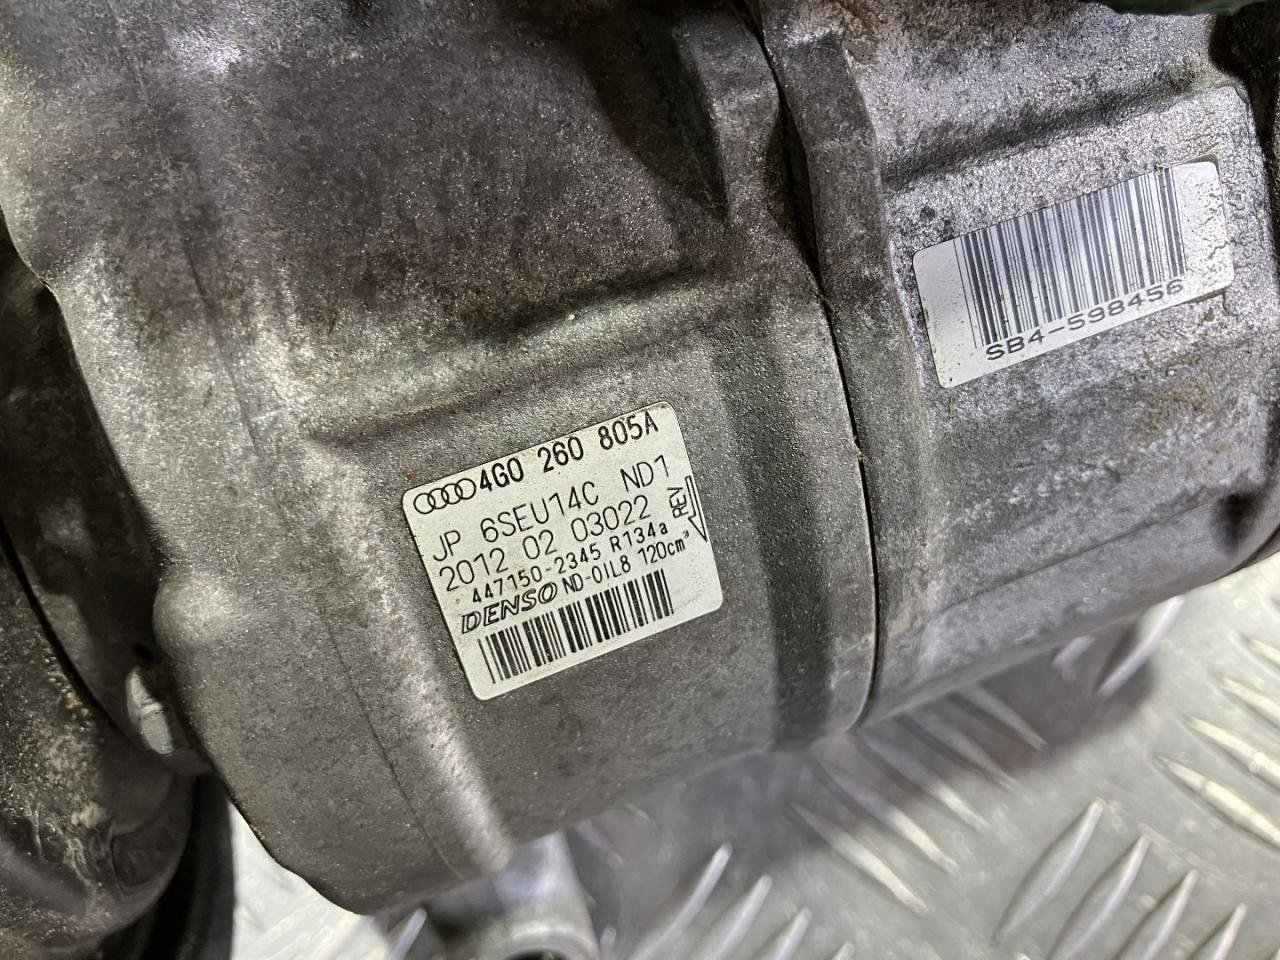 4G0 260 805A
JP 6SEU14C ND1
2012 02 03022 REV
447150-2345 R134a
DENSO ND-OIL8 120cm³
SB4-598456